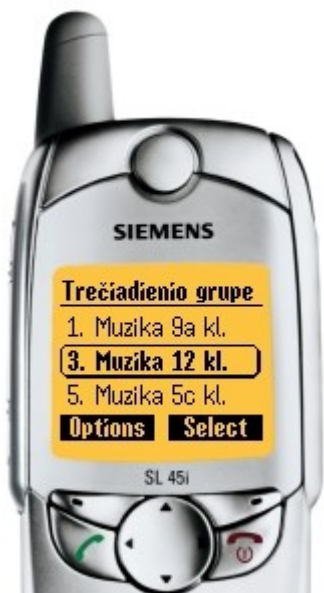 SIEMENS
Trečiadienio grupe
1. Muzika 9a kl.
3. Muzika 12 kl.
5. Muzika 5c kl.
Options Select
SL 45i